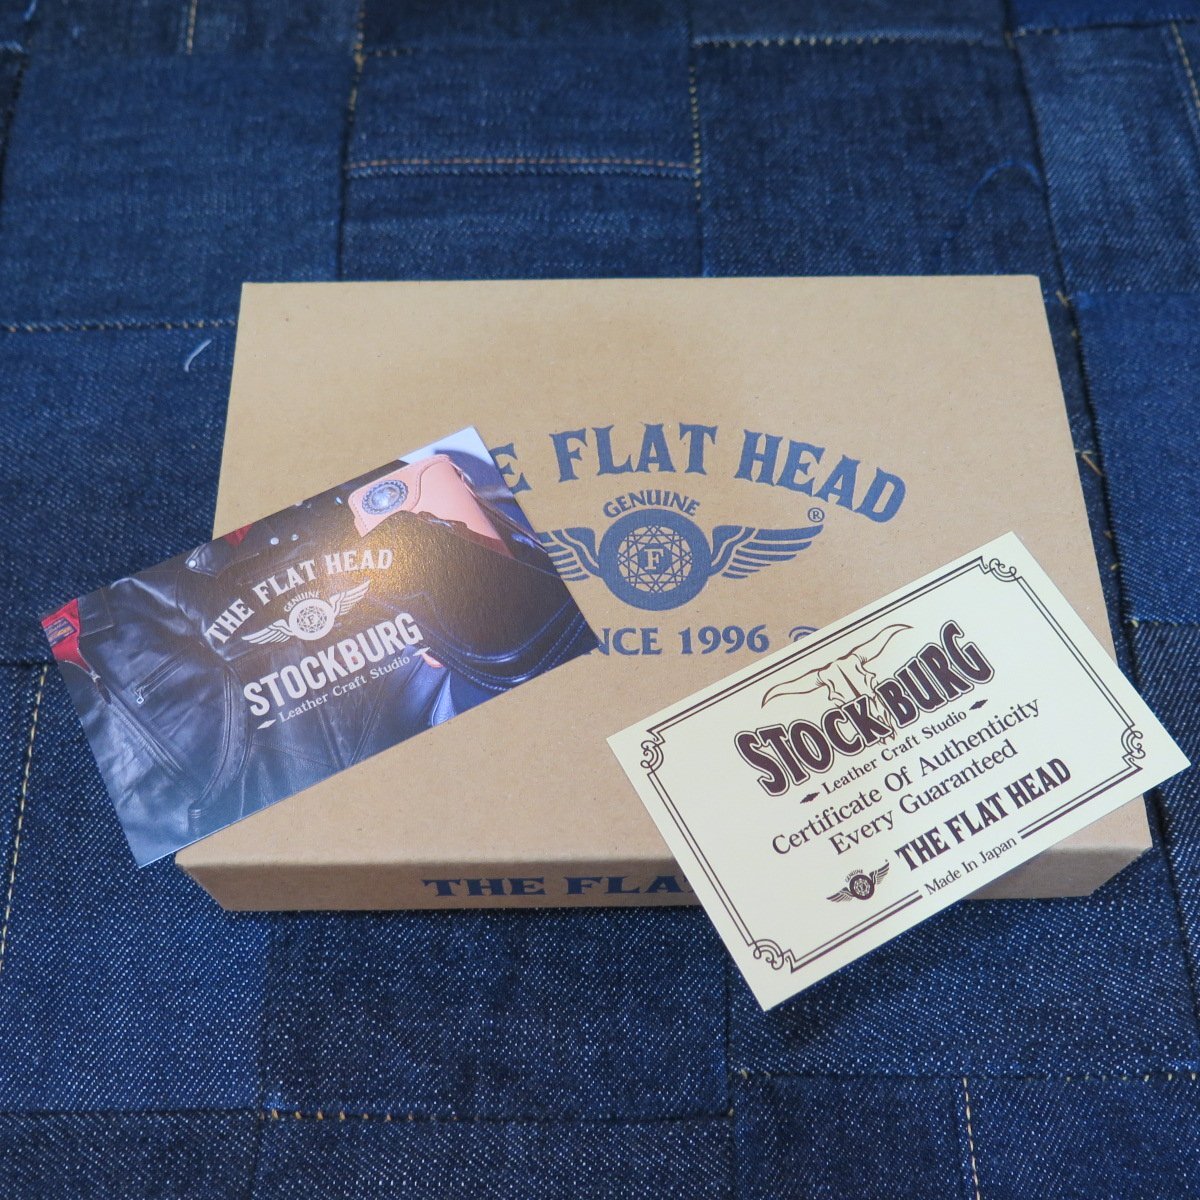 THE FLAT HEAD
GENUINE
®
F
SINCE 1996
THE FLAT HEAD
GENUINE
F
STOCKBURG
Leather Craft Studio
STOCKBURG
Leather Craft Studio
Certificate Of Authenticity
Every Guaranteed
GENUINE
THE FLAT HEAD
Made In Japan
THE FLA